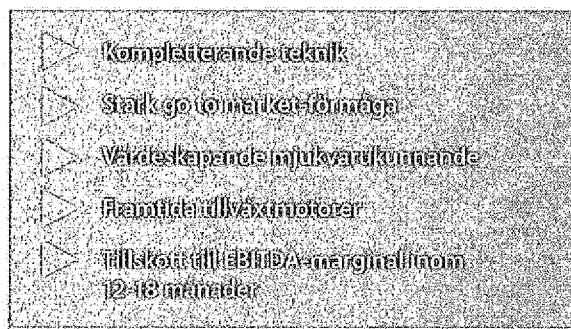 Kompletterande teknik
Stark go to market-förmåga
Värdeskapande mjukvarukunnande
Framtida tillväxtmotorer
Tillskott till EBITDA-marginal inom
12-18 månader